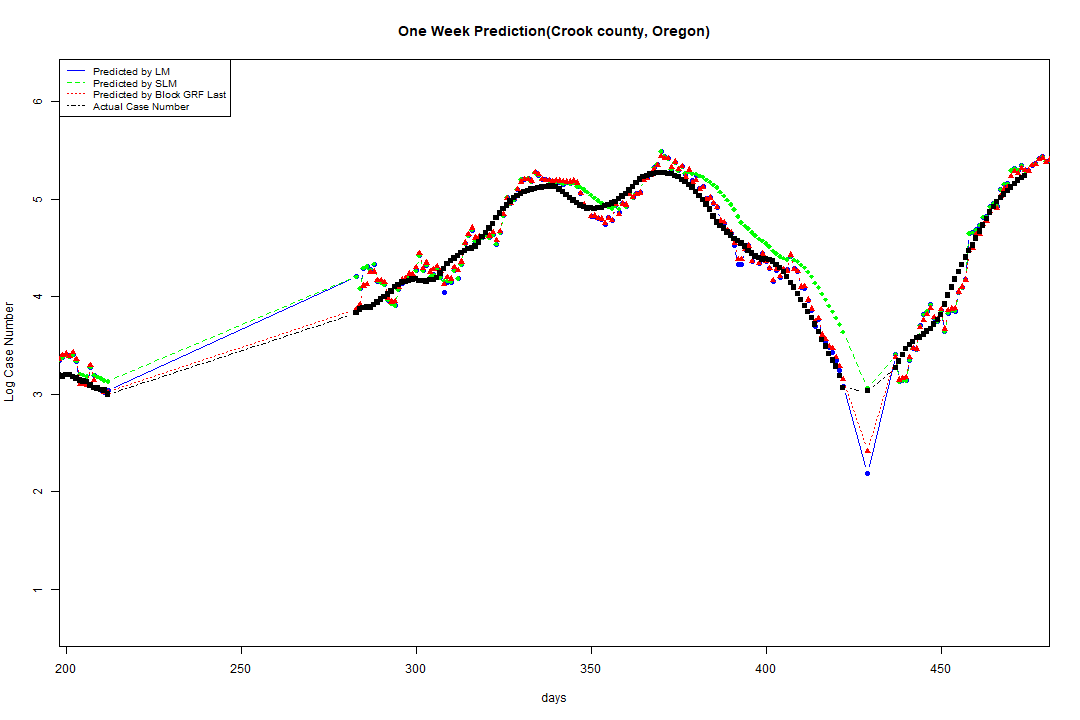 One Week Prediction(Crook county, Oregon)
Predicted by LM
Predicted by SLM
Predicted by Block GRF Last
Actual Case Number
Log Case Number
6
5
4
3
2
1
200 250 300 350 400 450
days